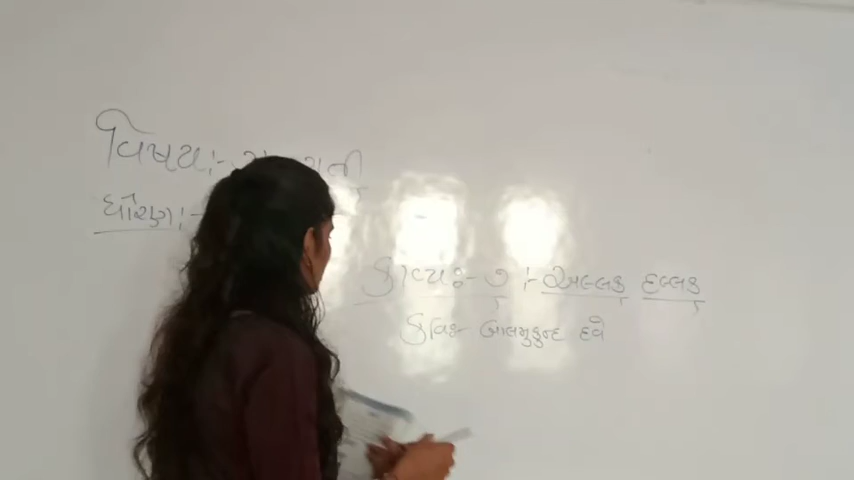 વિષય:-
ધોરણ:-
કાવ્ય:- ૭ :- અલ્લક દલ્લક
કવિ:- બાલમુકુન્દ દવે